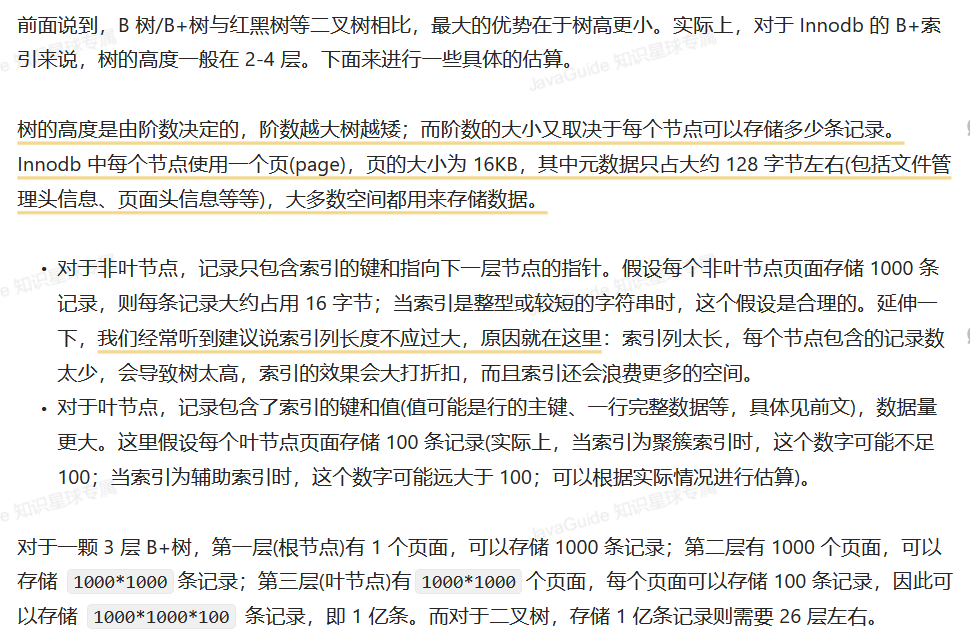 前面说到，B 树/B+树与红黑树等二叉树相比，最大的优势在于树高更小。实际上，对于 Innodb 的 B+索
引来说，树的高度一般在 2-4 层。下面来进行一些具体的估算。
树的高度是由阶数决定的，阶数越大树越矮；而阶数的大小又取决于每个节点可以存储多少条记录。
Innodb 中每个节点使用一个页(page)，页的大小为 16KB，其中元数据只占大约 128 字节左右(包括文件管
理头信息、页面头信息等等)，大多数空间都用来存储数据。
• 对于非叶节点，记录只包含索引的键和指向下一层节点的指针。假设每个非叶节点页面存储 1000 条
记录，则每条记录大约占用 16 字节；当索引是整型或较短的字符串时，这个假设是合理的。延伸一
下，我们经常听到建议说索引列长度不应过大，原因就在这里：索引列太长，每个节点包含的记录数
太少，会导致树太高，索引的效果会大打折扣，而且索引还会浪费更多的空间。
• 对于叶节点，记录包含了索引的键和值(值可能是行的主键、一行完整数据等，具体见前文)，数据量
更大。这里假设每个叶节点页面存储 100 条记录(实际上，当索引为聚簇索引时，这个数字可能不足
100；当索引为辅助索引时，这个数字可能远大于 100；可以根据实际情况进行估算)。
对于一颗 3 层 B+树，第一层(根节点)有 1 个页面，可以存储 1000 条记录；第二层有 1000 个页面，可以
存储 1000*1000 条记录；第三层(叶节点)有 1000*1000 个页面，每个页面可以存储 100 条记录，因此可
以存储 1000*1000*100 条记录，即 1 亿条。而对于二叉树，存储 1 亿条记录则需要 26 层左右。
JavaGuide 知识星球专属
知识星球专属
JavaGuide 知识星球专属
知识星球专属
JavaGuide 知识星球专属